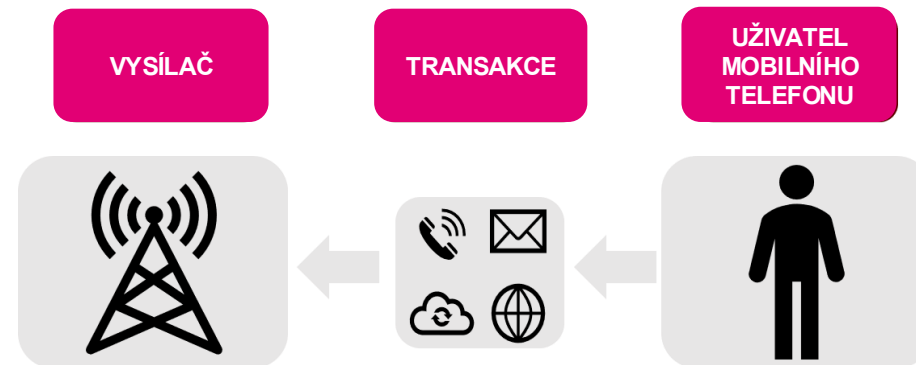 VYSÍLAČ
TRANSAKCE
UŽIVATEL
MOBILNÍHO
TELEFONU